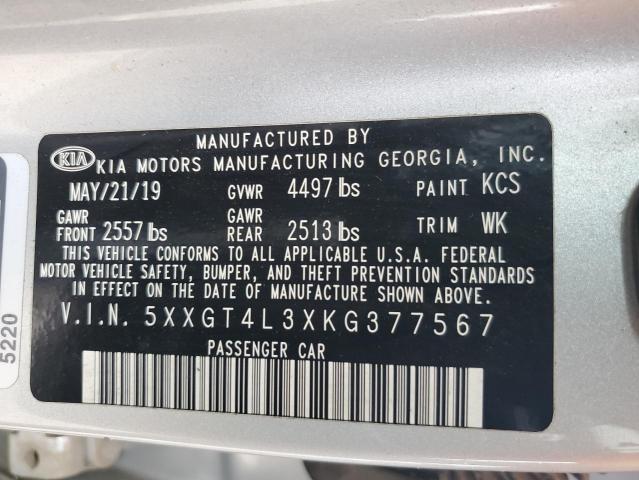 MANUFACTURED BY
KIA KIA MOTORS MANUFACTURING GEORGIA, INC.
MAY/21/19 GVWR 4497 lbs PAINT KCS
GAWR FRONT 2557 lbs GAWR REAR 2513 lbs TRIM WK
THIS VEHICLE CONFORMS TO ALL APPLICABLE U.S.A. FEDERAL
MOTOR VEHICLE SAFETY, BUMPER, AND THEFT PREVENTION STANDARDS
IN EFFECT ON THE DATE OF MANUFACTURE SHOWN ABOVE.
V.I.N. 5XXGT4L3XKG377567
PASSENGER CAR
5220